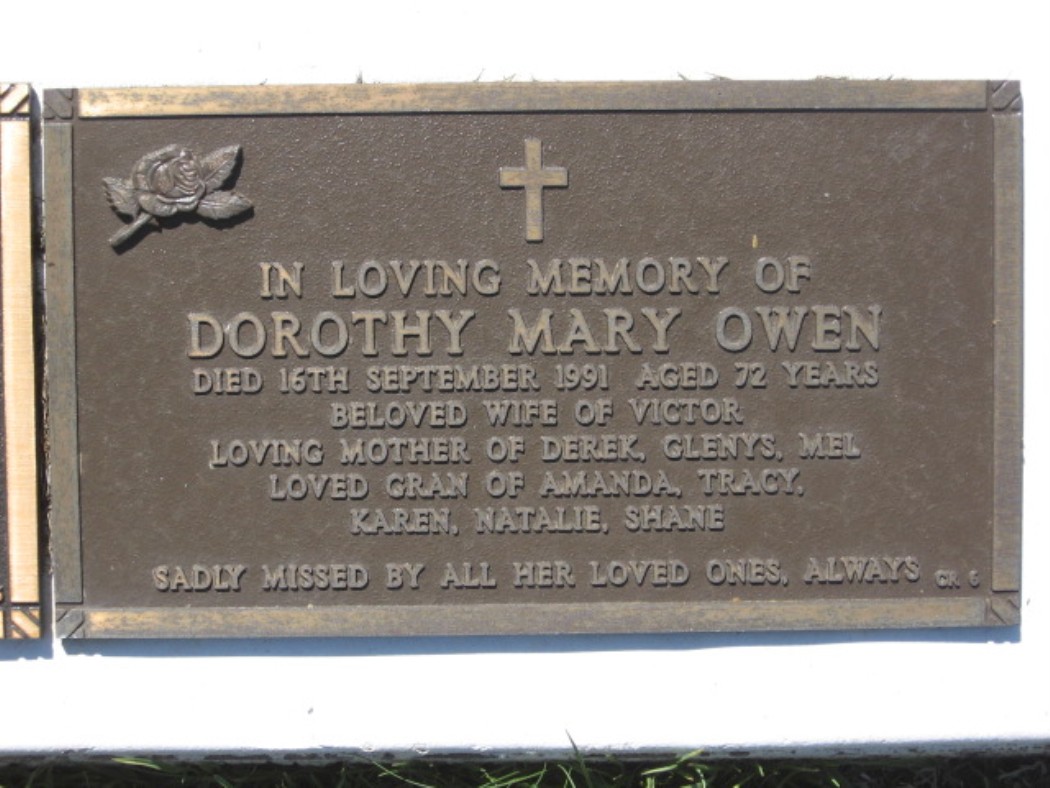 IN LOVING MEMORY OF
DOROTHY MARY OWEN
DIED 16TH SEPTEMBER 1991 AGED 72 YEARS
BELOVED WIFE OF VICTOR
LOVING MOTHER OF DEREK, GLENYS, MEL
LOVED GRAN OF AMANDA, TRACY,
KAREN, NATALIE, SHANE
SADLY MISSED BY ALL HER LOVED ONES, ALWAYS